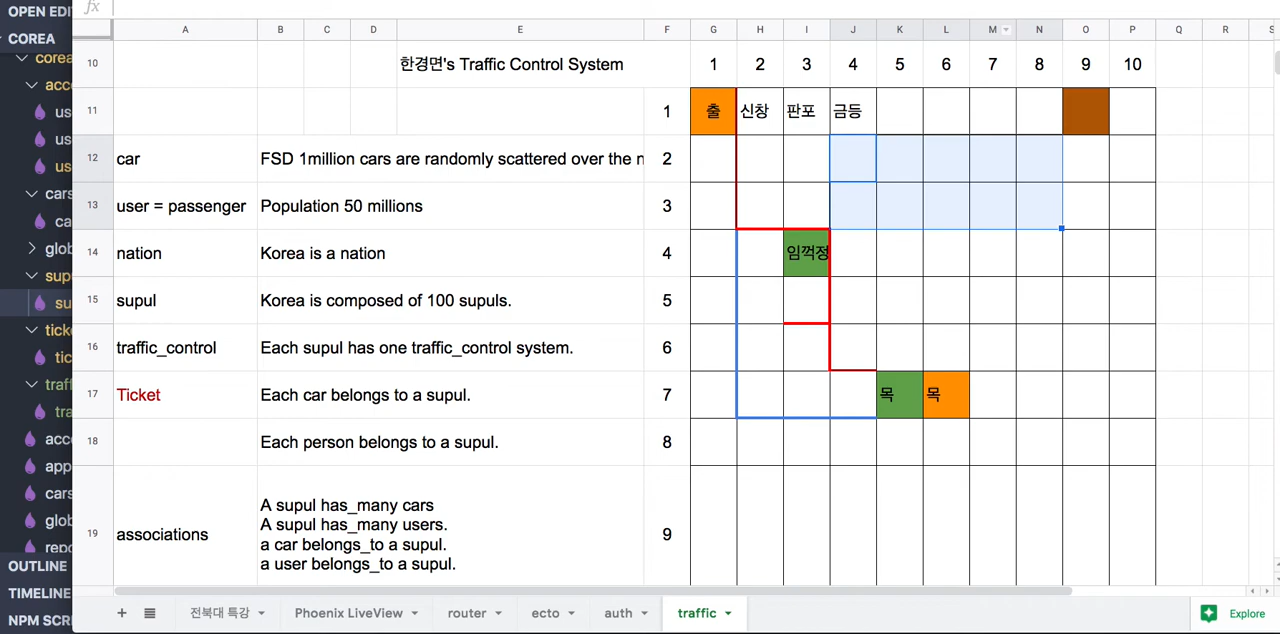 OPEN EDI
COREA
corea
acc
us
us
us
cars
ca
glob
sup
su
ticke
tic
traff
tra
acco
app
cars
glob
repo
OUTLINE
TIMELINE
NPM SCRI
fx
A B C D E F G H I J K L M N O P Q R S
10 한경면's Traffic Control System 1 2 3 4 5 6 7 8 9 10
11 1 출 신창 판포 금등
12 car FSD 1million cars are randomly scattered over the n 2
13 user = passenger Population 50 millions 3
14 nation Korea is a nation 4 임꺽정
15 supul Korea is composed of 100 supuls. 5
16 traffic_control Each supul has one traffic_control system. 6
17 Ticket Each car belongs to a supul. 7 목 목
18 Each person belongs to a supul. 8
A supul has_many cars
A supul has_many users.
19 associations 9
a car belongs_to a supul.
a user belongs_to a supul.
+ 전북대 특강 Phoenix LiveView router ecto auth traffic Explore